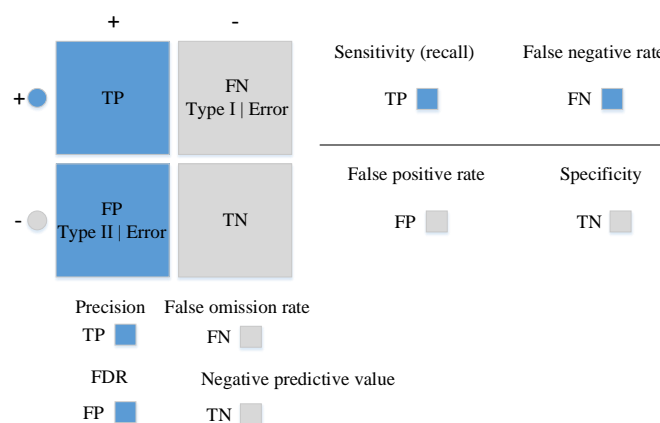 + -
Sensitivity (recall) False negative rate
+ TP FN
Type I | Error
TP FN
False positive rate Specificity
- FP
Type II | Error TN
FP TN
Precision False omission rate
TP FN
FDR Negative predictive value
FP TN